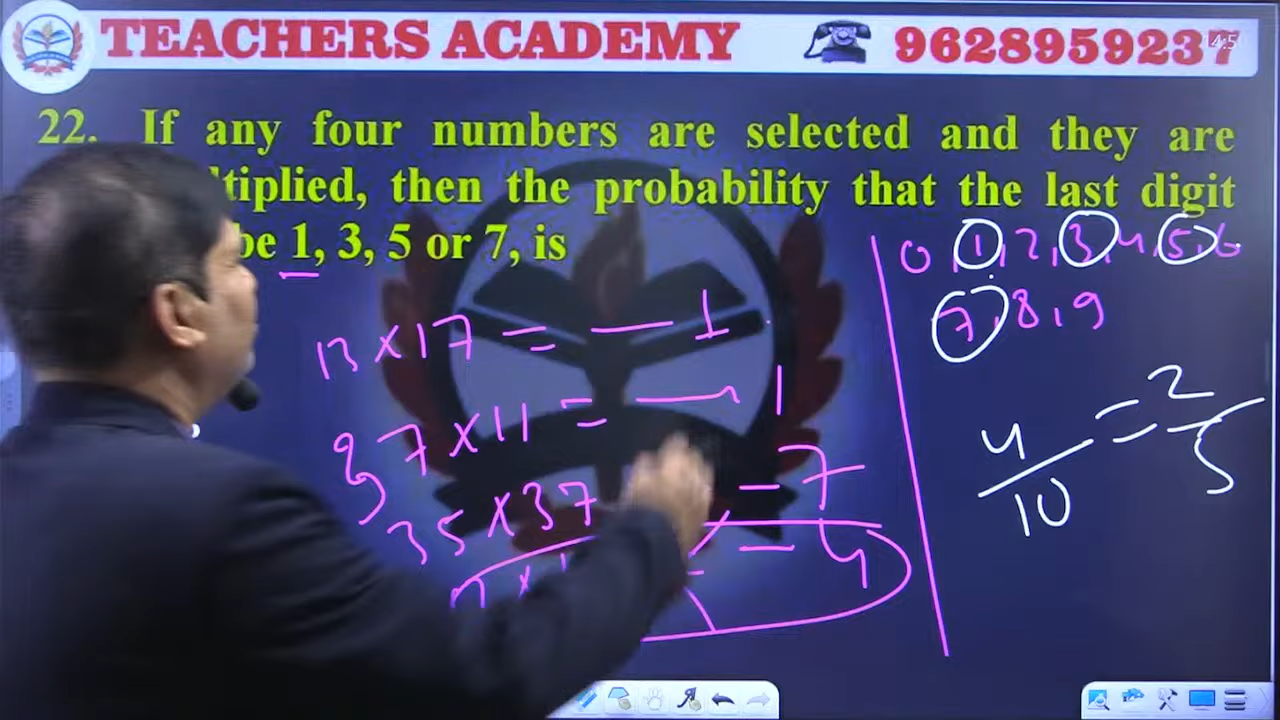 TEACHERS ACADEMY
9628959237
22. If any four numbers are selected and they are
ltiplied, then the probability that the last digit
be 1, 3, 5 or 7, is
0, 1, 2, 3, 4, 5, 6
7, 8, 9
13 × 17 = — 1
37 × 11 = — 1
35 × 37 — 7
— 4
4/10 = 2/5